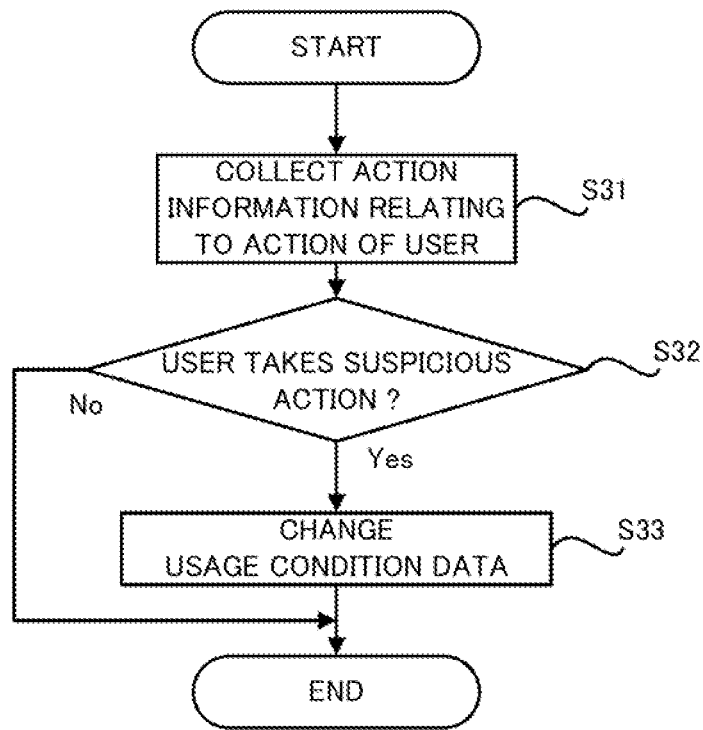 START
COLLECT ACTION
INFORMATION RELATING
TO ACTION OF USER
S31
USER TAKES SUSPICIOUS
ACTION ?
S32
No
Yes
CHANGE
USAGE CONDITION DATA
S33
END